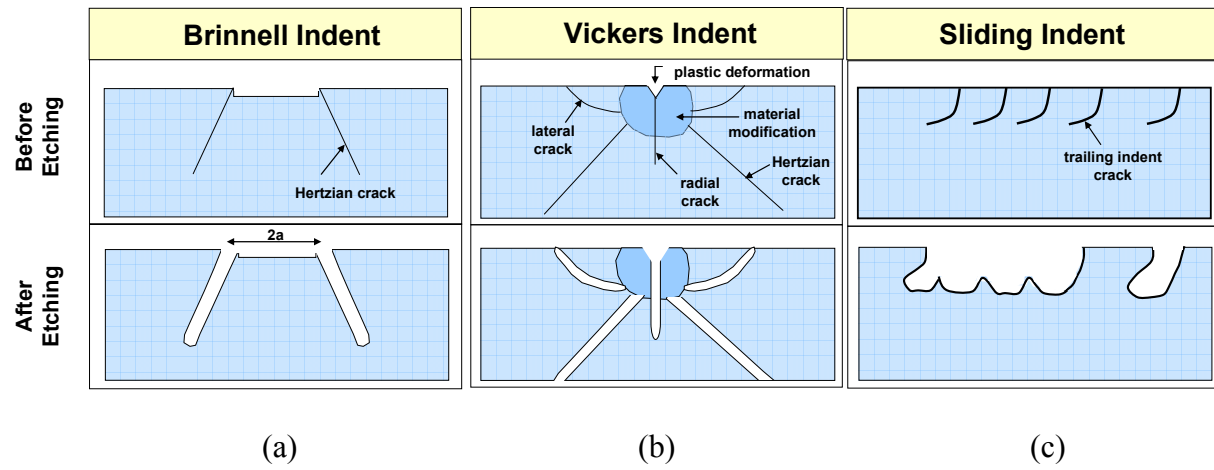 Brinnell Indent
Vickers Indent
Sliding Indent
Before
Etching
Hertzian crack
plastic deformation
lateral
crack
material
modification
radial
crack
Hertzian
crack
trailing indent
crack
After
Etching
2a
(a)
(b)
(c)